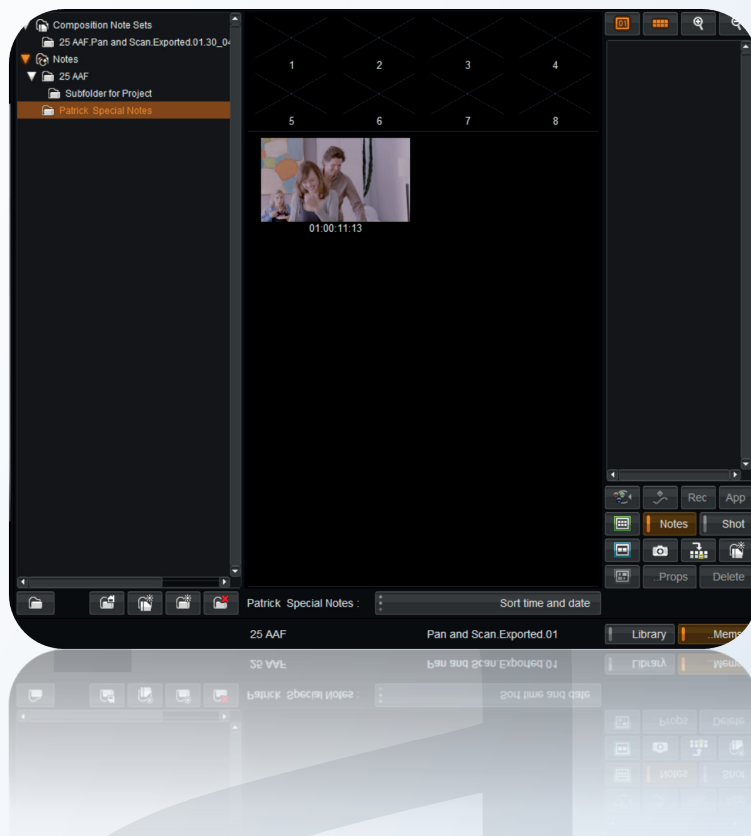 Composition Note Sets
25 AAF.Pan and Scan.Exported.01.30_04
Notes
25 AAF
Subfolder for Project
Patrick Special Notes
1 2 3 4
5 6 7 8
01:00:11:13
01
Rec App
Notes Shot
..Props Delete
Patrick Special Notes : Sort time and date
25 AAF Pan and Scan.Exported.01 Library ..Mems